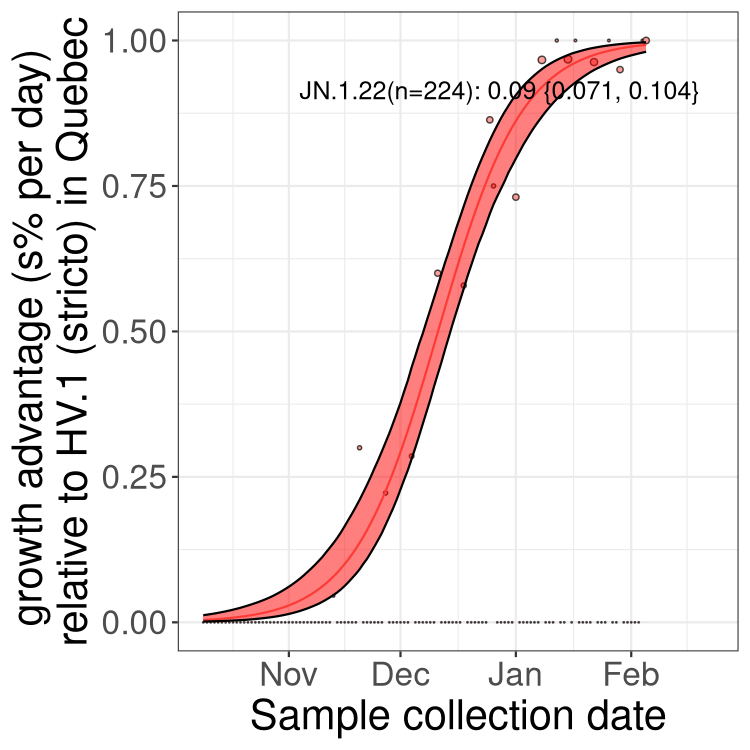 growth advantage (s% per day)
relative to HV.1 (stricto) in Quebec
1.00
0.75
0.50
0.25
0.00
JN.1.22(n=224): 0.09 {0.071, 0.104}
Nov Dec Jan Feb
Sample collection date